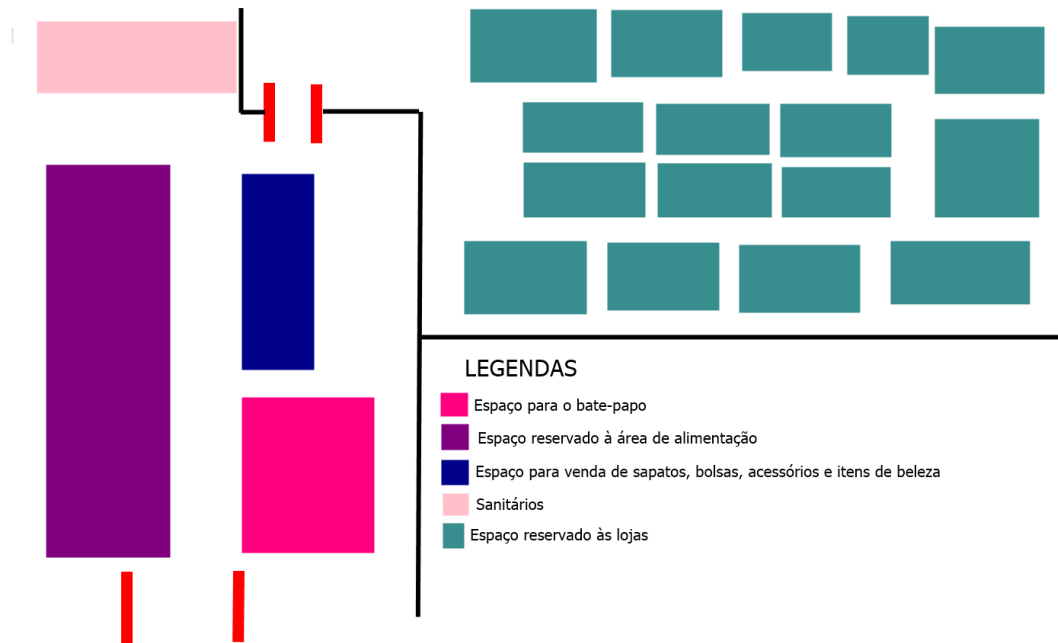 LEGENDAS
Espaço para o bate-papo
Espaço reservado à área de alimentação
Espaço para venda de sapatos, bolsas, acessórios e itens de beleza
Sanitários
Espaço reservado às lojas